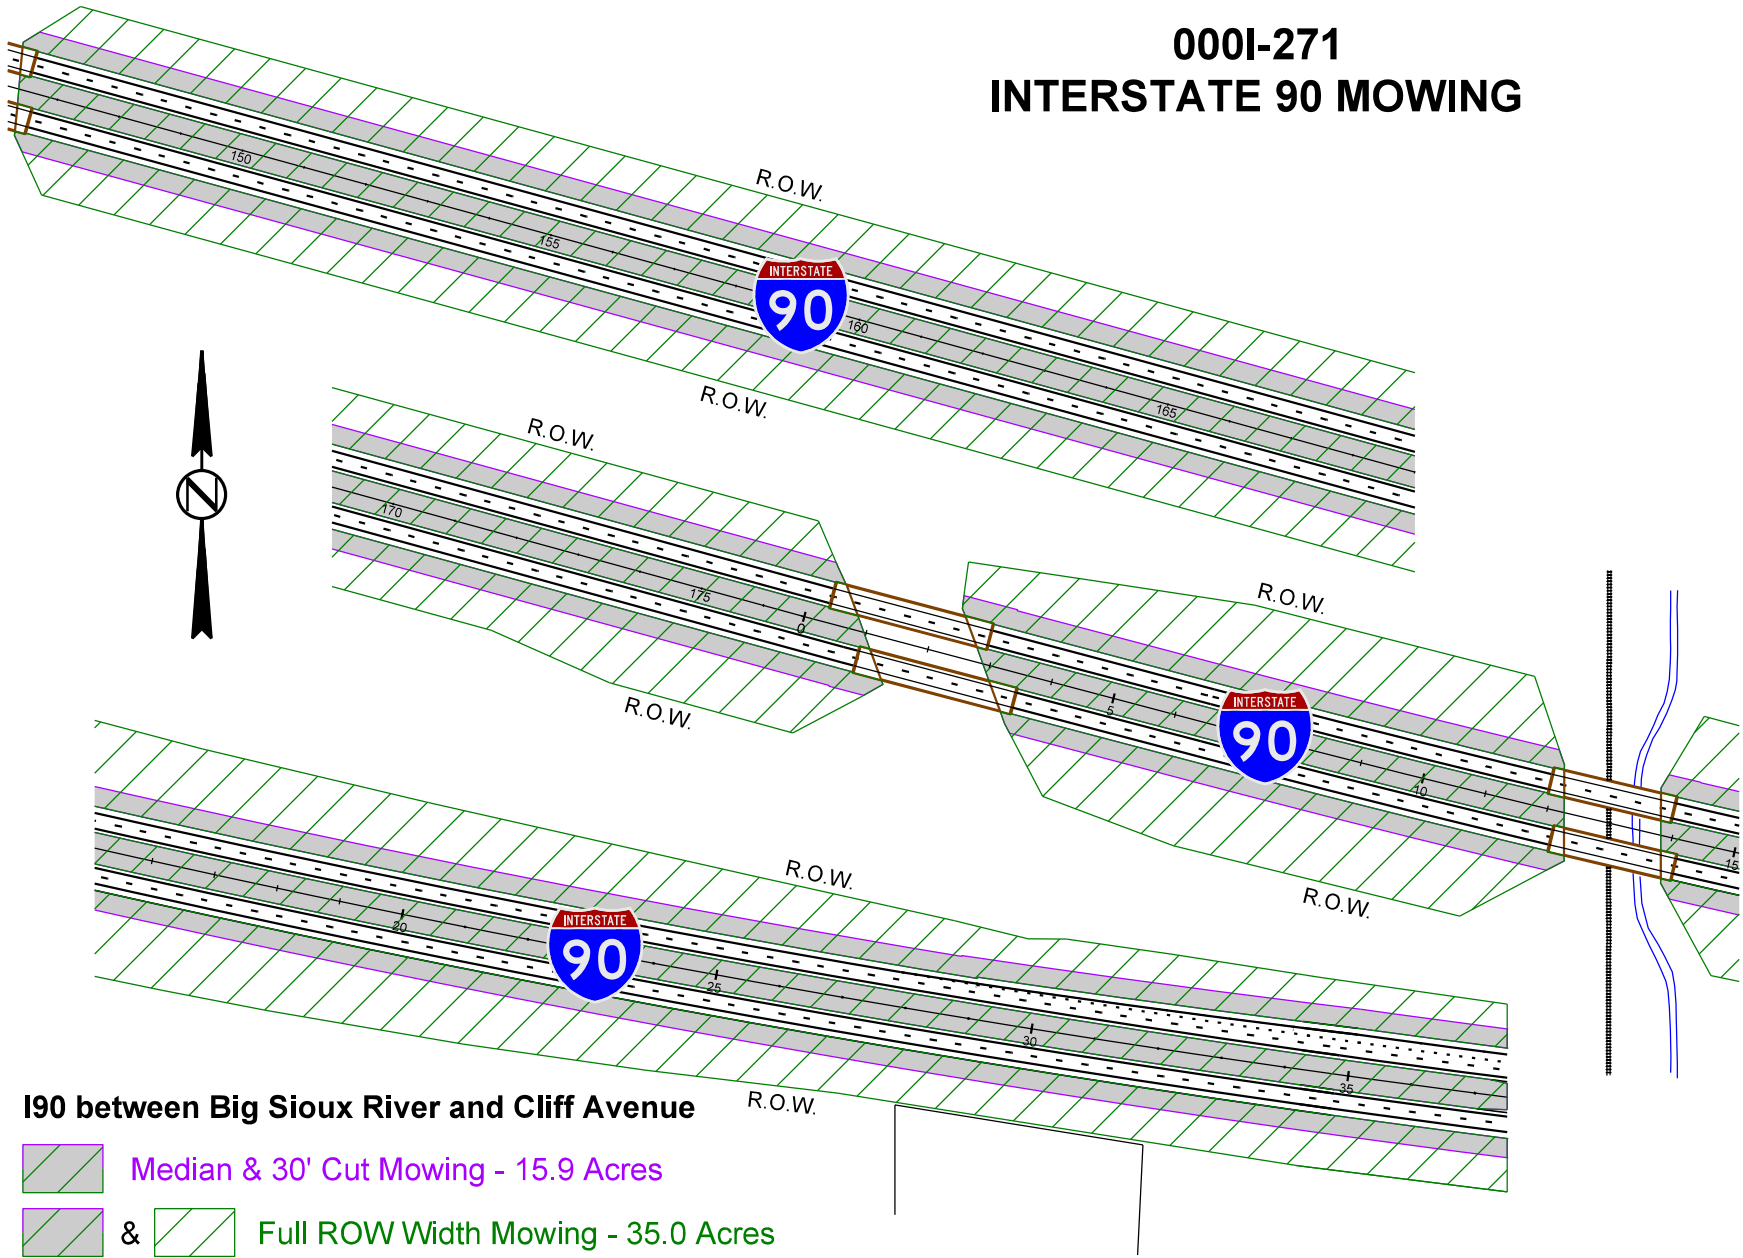 000I-271
INTERSTATE 90 MOWING
R.O.W.
150
155
INTERSTATE
90
160
165
R.O.W.
R.O.W.
170
175
0
R.O.W.
R.O.W.
5
INTERSTATE
90
10
15
R.O.W.
N
R.O.W.
20
INTERSTATE
90
25
30
35
R.O.W.
I90 between Big Sioux River and Cliff Avenue
Median & 30' Cut Mowing - 15.9 Acres
& Full ROW Width Mowing - 35.0 Acres